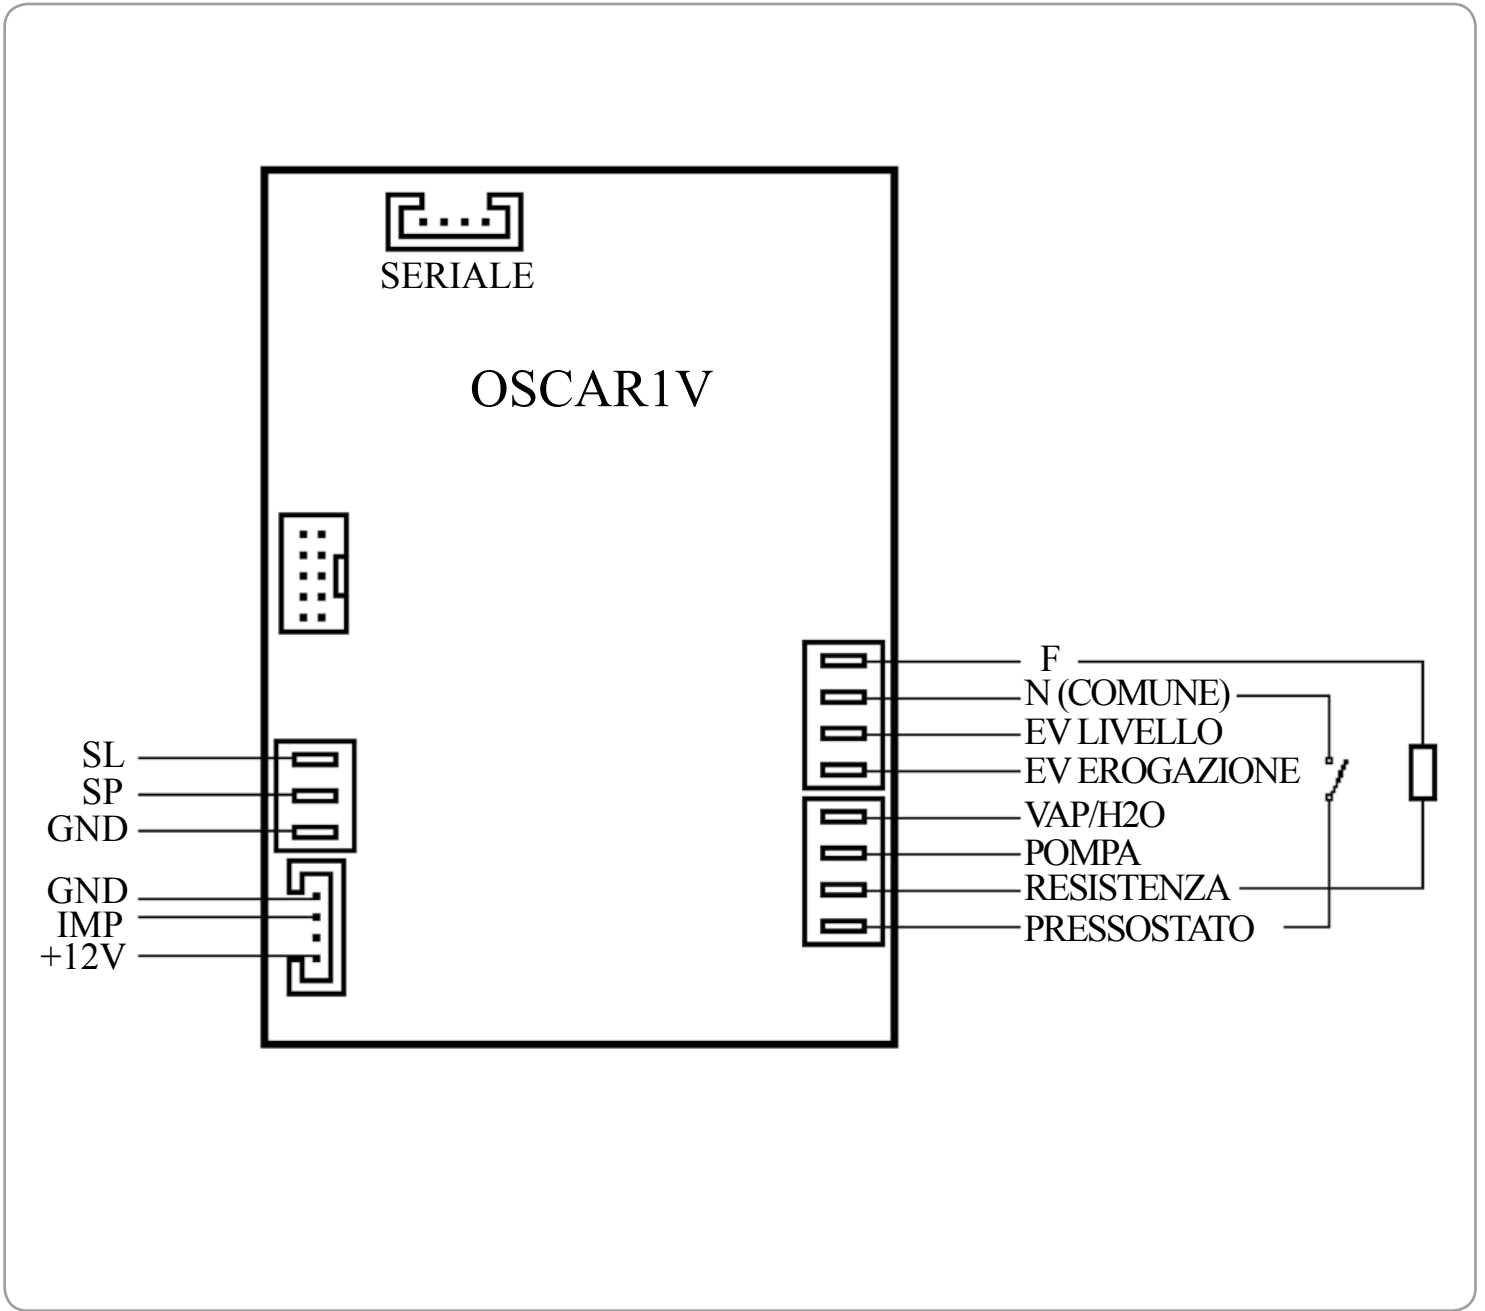 SERIALE
OSCAR1V
SL
SP
GND
GND
IMP
+12V
F
N (COMUNE)
EV LIVELLO
EV EROGAZIONE
VAP/H2O
POMPA
RESISTENZA
PRESSOSTATO